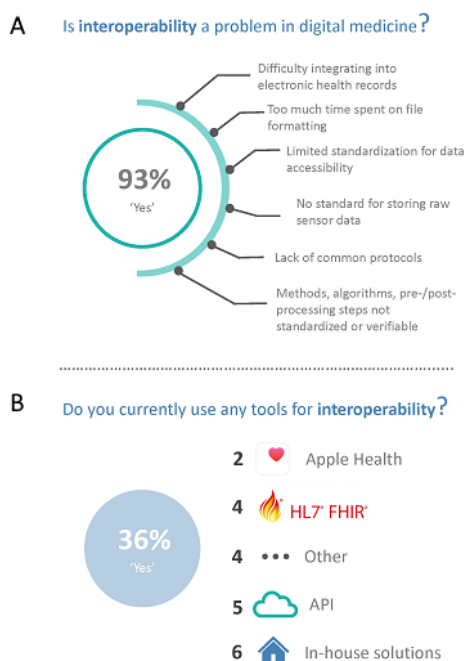 A
Is interoperability a problem in digital medicine?
Difficulty integrating into
electronic health records
Too much time spent on file
formatting
Limited standardization for data
accessibility
93%
'Yes'
No standard for storing raw
sensor data
Lack of common protocols
Methods, algorithms, pre-/post-
processing steps not
standardized or verifiable
B
Do you currently use any tools for interoperability?
2 Apple Health
4 HL7® FHIR®
36%
'Yes'
4 Other
5 API
6 In-house solutions